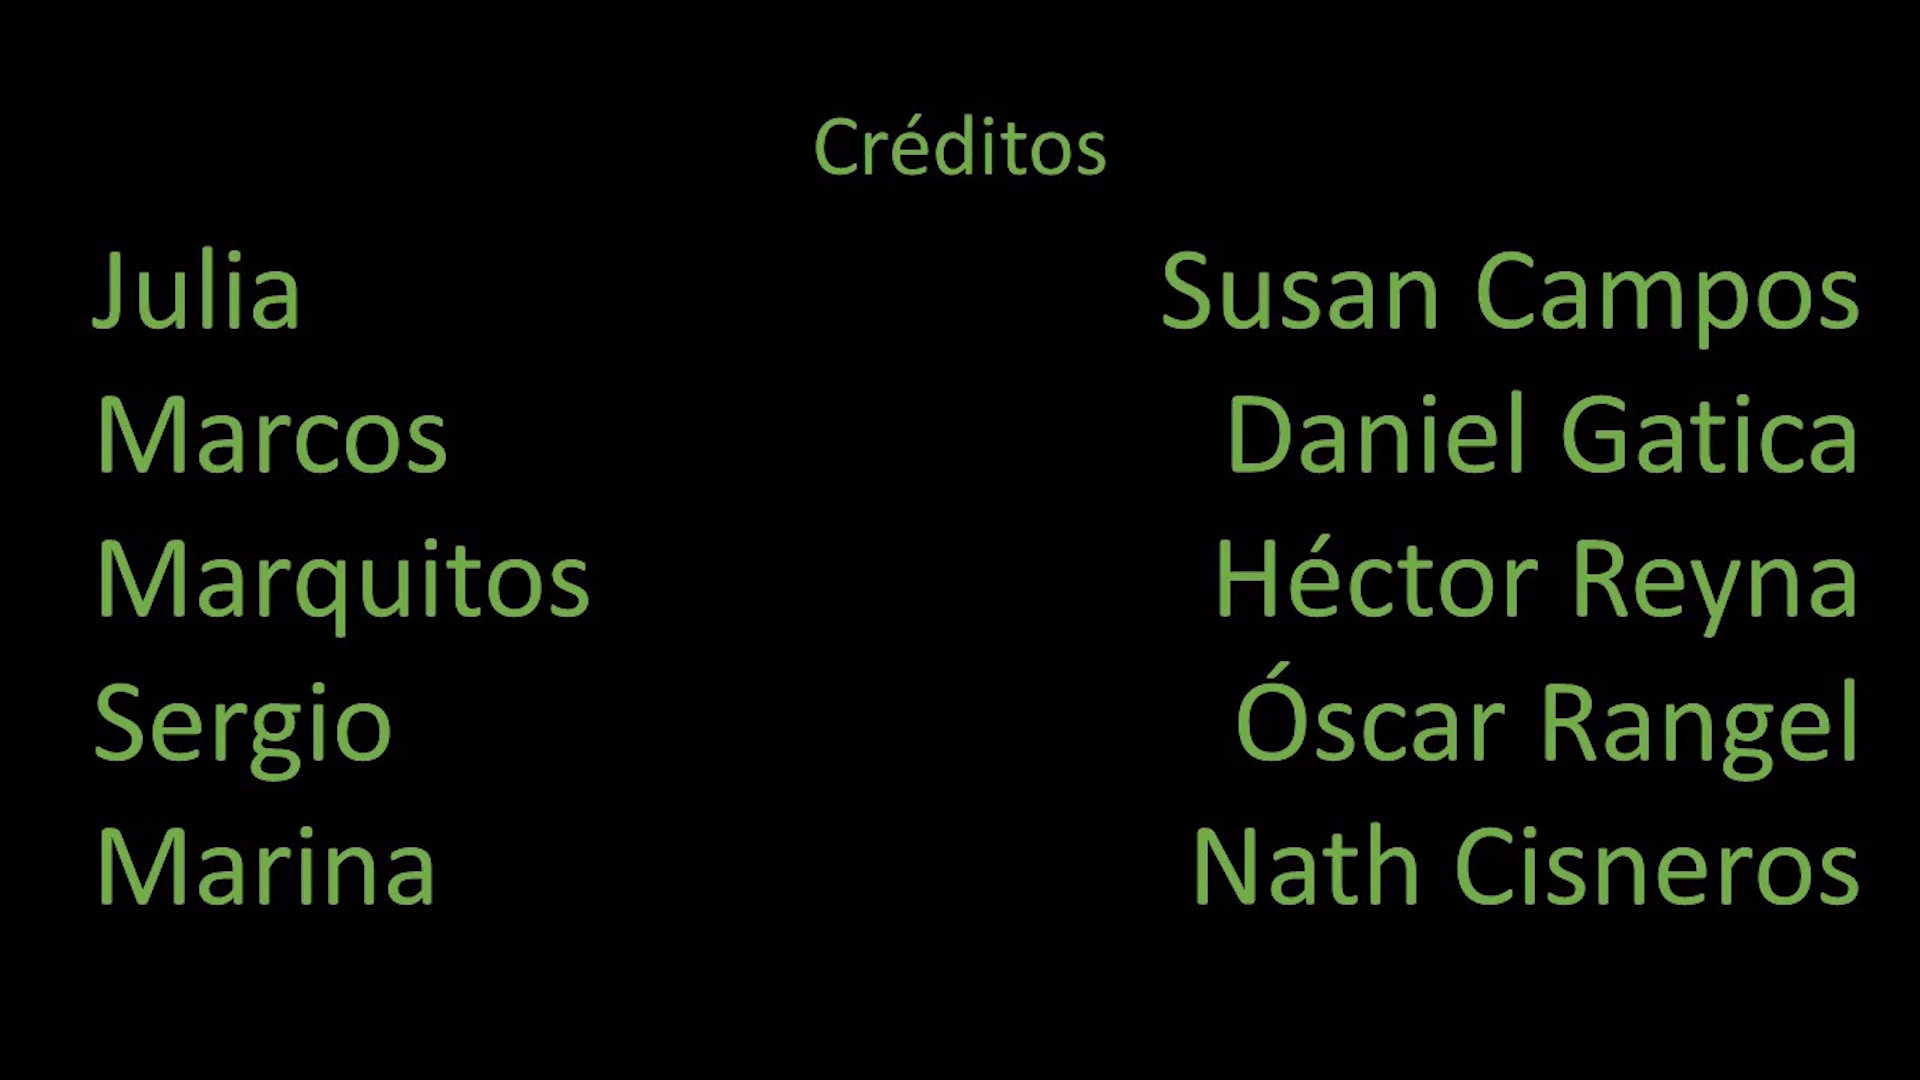 Créditos
Julia Susan Campos
Marcos Daniel Gatica
Marquitos Héctor Reyna
Sergio Óscar Rangel
Marina Nath Cisneros